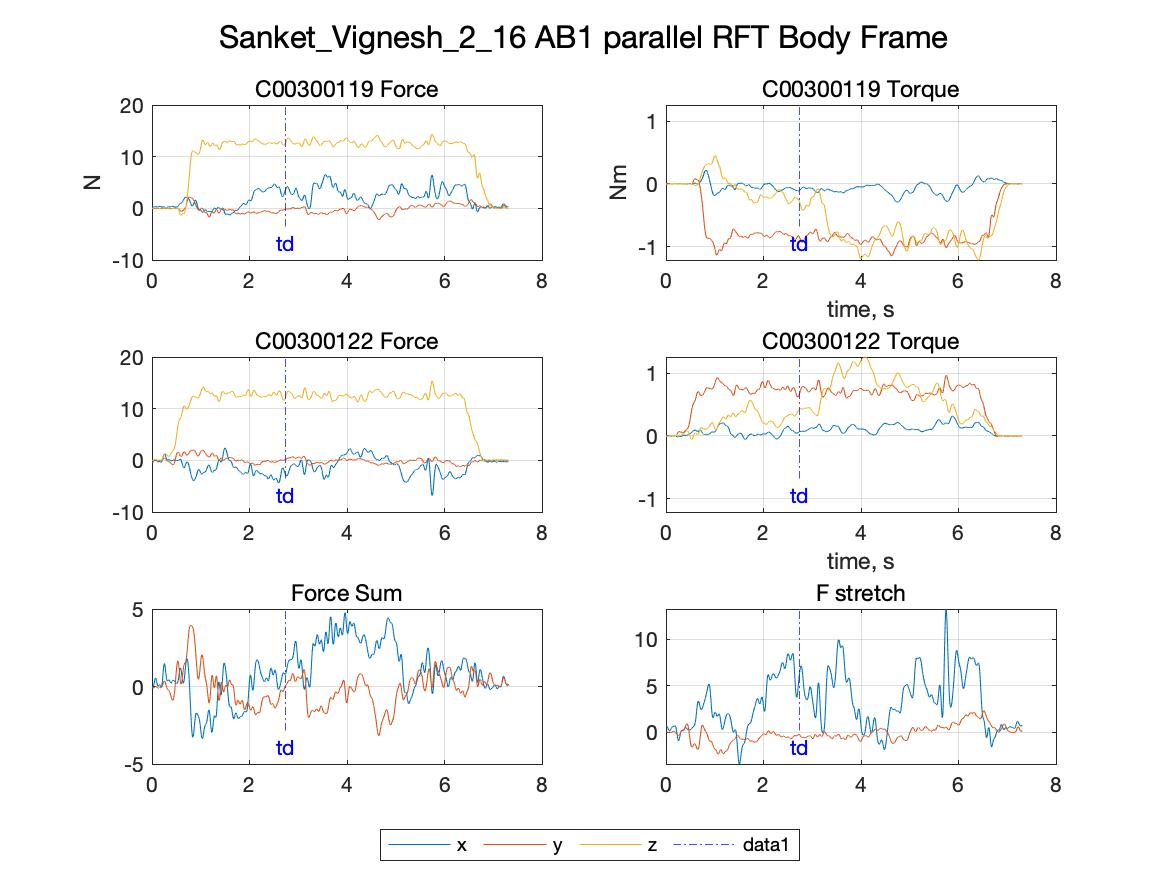 Sanket_Vignesh_2_16 AB1 parallel RFT Body Frame
C00300119 Force
20
10
0
-10
N
td
0 2 4 6 8
C00300119 Torque
1
0
-1
Nm
td
0 2 4 6 8
time, s
C00300122 Force
20
10
0
-10
td
0 2 4 6 8
C00300122 Torque
1
0
-1
td
0 2 4 6 8
time, s
Force Sum
5
0
-5
td
0 2 4 6 8
F stretch
10
5
0
td
0 2 4 6 8
x y z data1